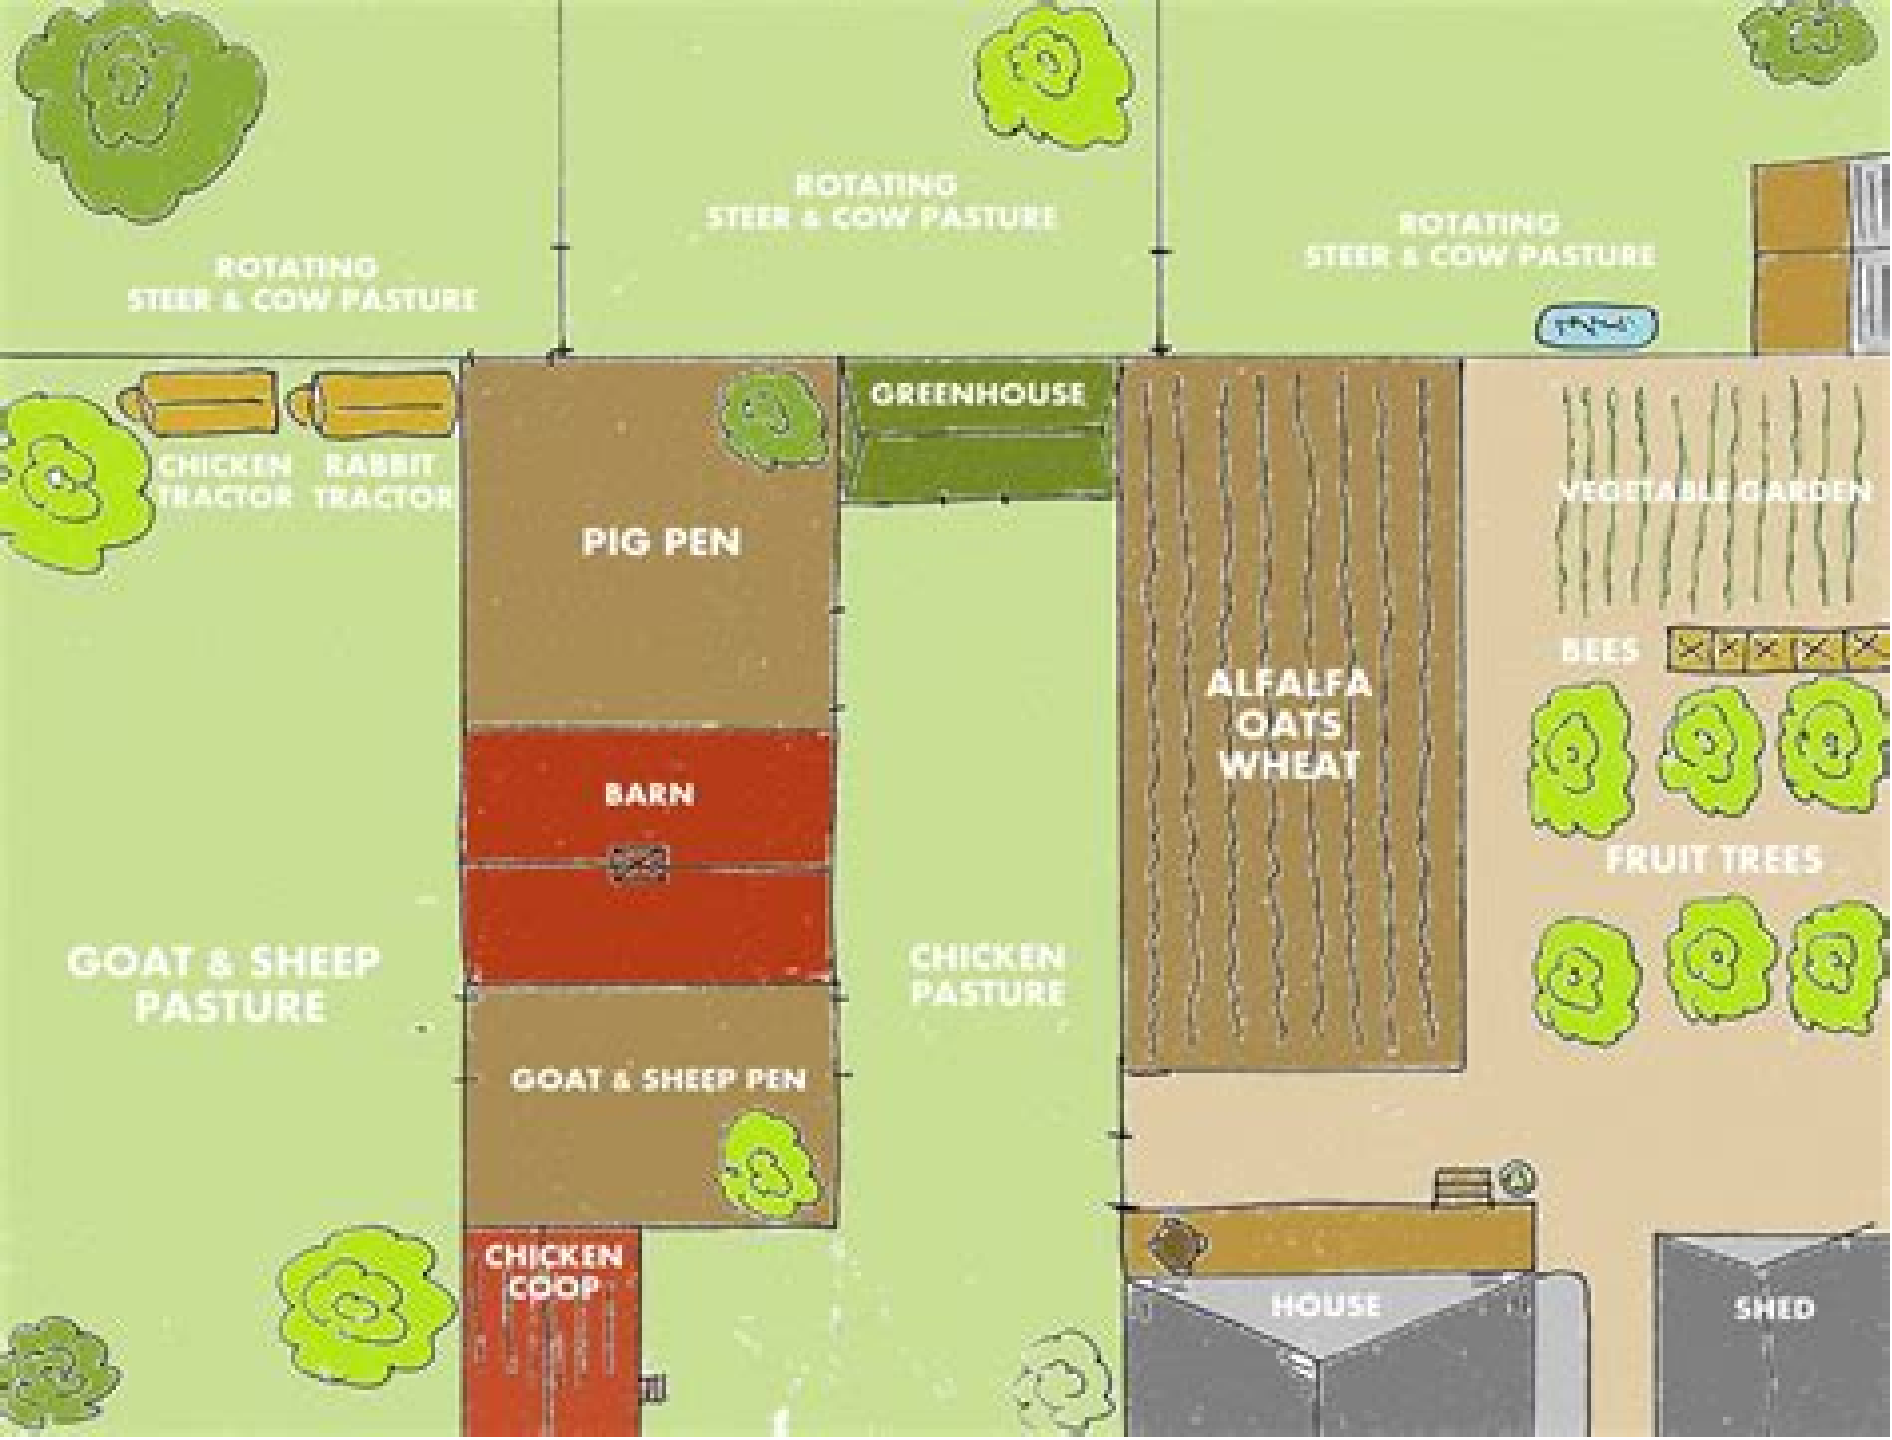 ROTATING
STEER & COW PASTURE
ROTATING
STEER & COW PASTURE
ROTATING
STEER & COW PASTURE
CHICKEN
TRACTOR
RABBIT
TRACTOR
PIG PEN
GREENHOUSE
VEGETABLE GARDEN
BEES
ALFALFA
OATS
WHEAT
BARN
FRUIT TREES
GOAT & SHEEP
PASTURE
CHICKEN
PASTURE
GOAT & SHEEP PEN
CHICKEN
COOP
HOUSE
SHED